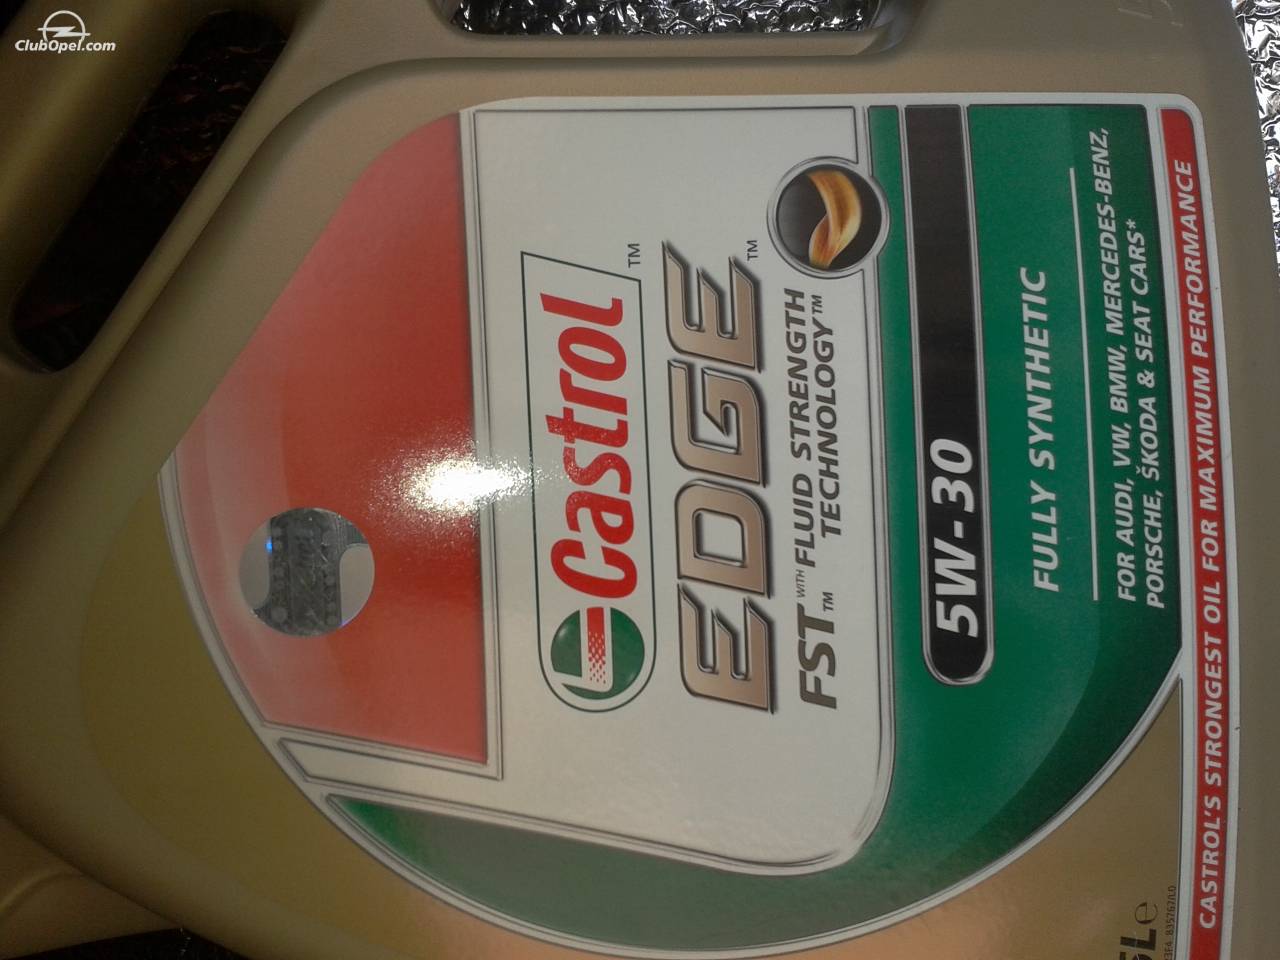 ClubOpel.com
Castrol™
EDGE™
FST™ WITH FLUID STRENGTH
TECHNOLOGY™
5W-30
FULLY SYNTHETIC
FOR AUDI, VW, BMW, MERCEDES-BENZ,
PORSCHE, ŠKODA & SEAT CARS*
CASTROL'S STRONGEST OIL FOR MAXIMUM PERFORMANCE